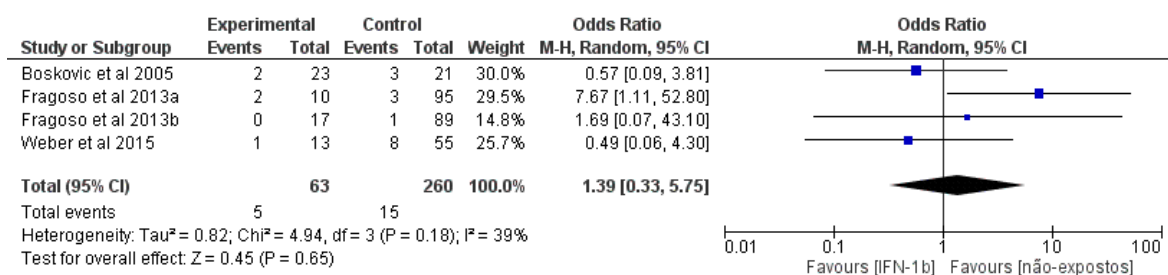 Experimental Control Odds Ratio Odds Ratio
Study or Subgroup Events Total Events Total Weight M-H, Random, 95% CI M-H, Random, 95% CI
Boskovic et al 2005 2 23 3 21 30.0% 0.57 [0.09, 3.81]
Fragoso et al 2013a 2 10 3 95 29.5% 7.67 [1.11, 52.80]
Fragoso et al 2013b 0 17 1 89 14.8% 1.69 [0.07, 43.10]
Weber et al 2015 1 13 8 55 25.7% 0.49 [0.06, 4.30]
Total (95% CI) 63 260 100.0% 1.39 [0.33, 5.75]
Total events 5 15
Heterogeneity: Tau² = 0.82; Chi² = 4.94, df = 3 (P = 0.18); I² = 39%
Test for overall effect: Z = 0.45 (P = 0.65)
0.01 0.1 1 10 100
Favours [IFN-1b] Favours [não-expostos]